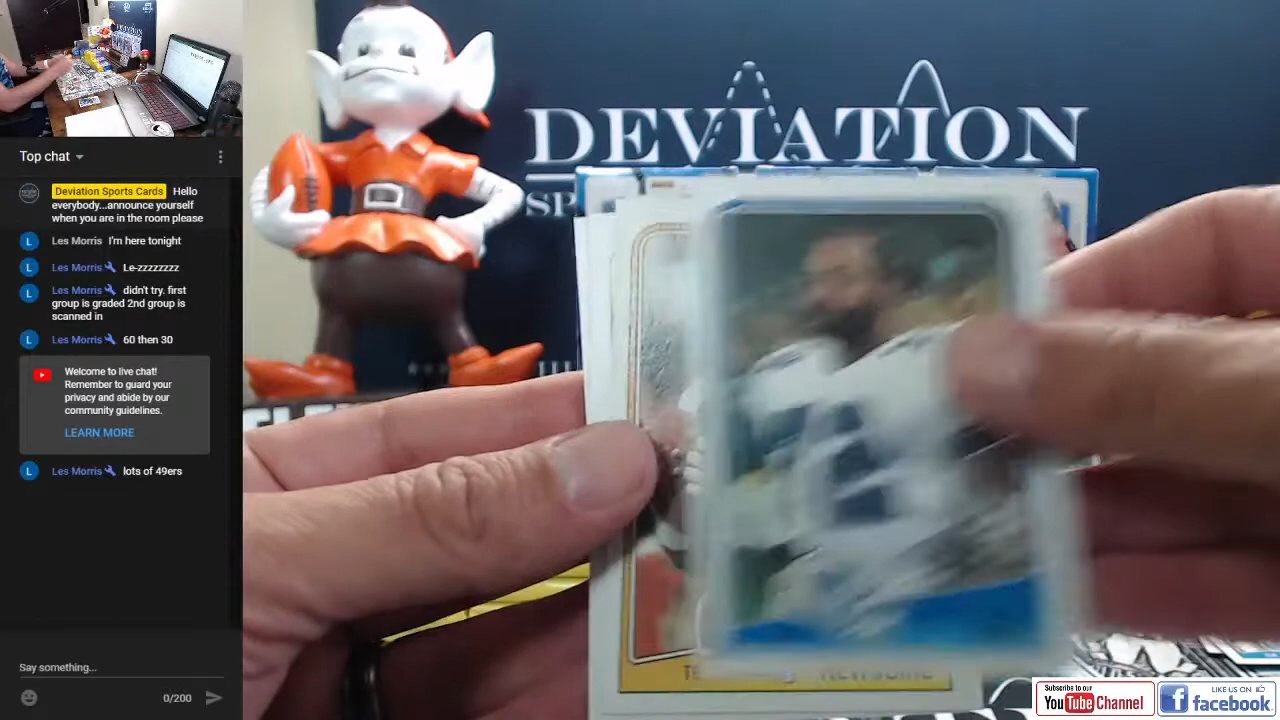 Top chat
Deviation Sports Cards Hello
everybody...announce yourself
when you are in the room please
Les Morris I'm here tonight
Les Morris Le-zzzzzzzz
Les Morris didn't try. first
group is graded 2nd group is
scanned in
Les Morris 60 then 30
Welcome to live chat!
Remember to guard your
privacy and abide by our
community guidelines.
LEARN MORE
Les Morris lots of 49ers
Say something...
0/200
DEVIATION
SP
Subscribe to our
YouTube Channel
LIKE US ON
facebook